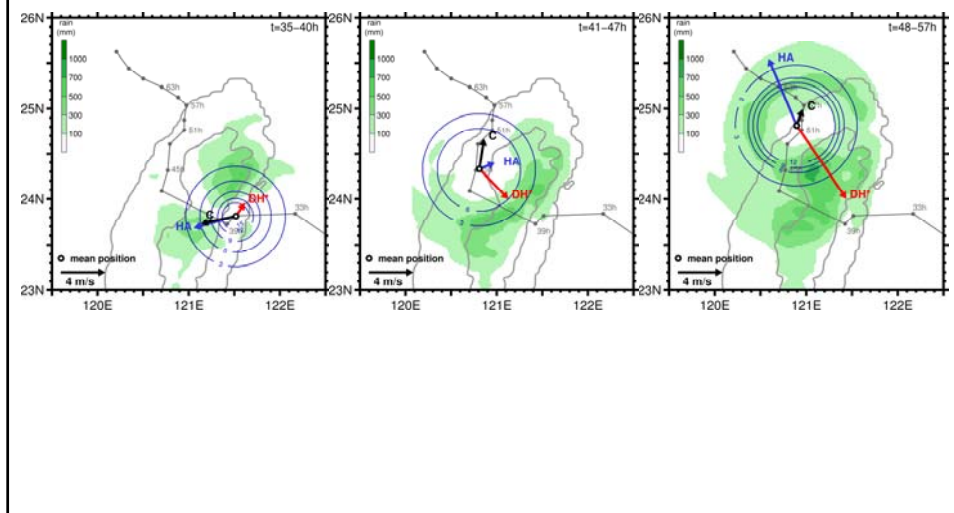 26N
25N
24N
23N
rain
(mm)
1000
700
500
300
100
t=35−40h
63h
57h
51h
45h
39h
33h
DH*
C
HA
mean position
4 m/s
120E
121E
122E
26N
25N
24N
23N
rain
(mm)
1000
700
500
300
100
t=41−47h
63h
57h
C
HA
DH*
39h
33h
mean position
4 m/s
120E
121E
122E
26N
25N
24N
23N
rain
(mm)
1000
700
500
300
100
t=48−57h
HA
C
51h
12
DH*
39h
33h
mean position
4 m/s
120E
121E
122E